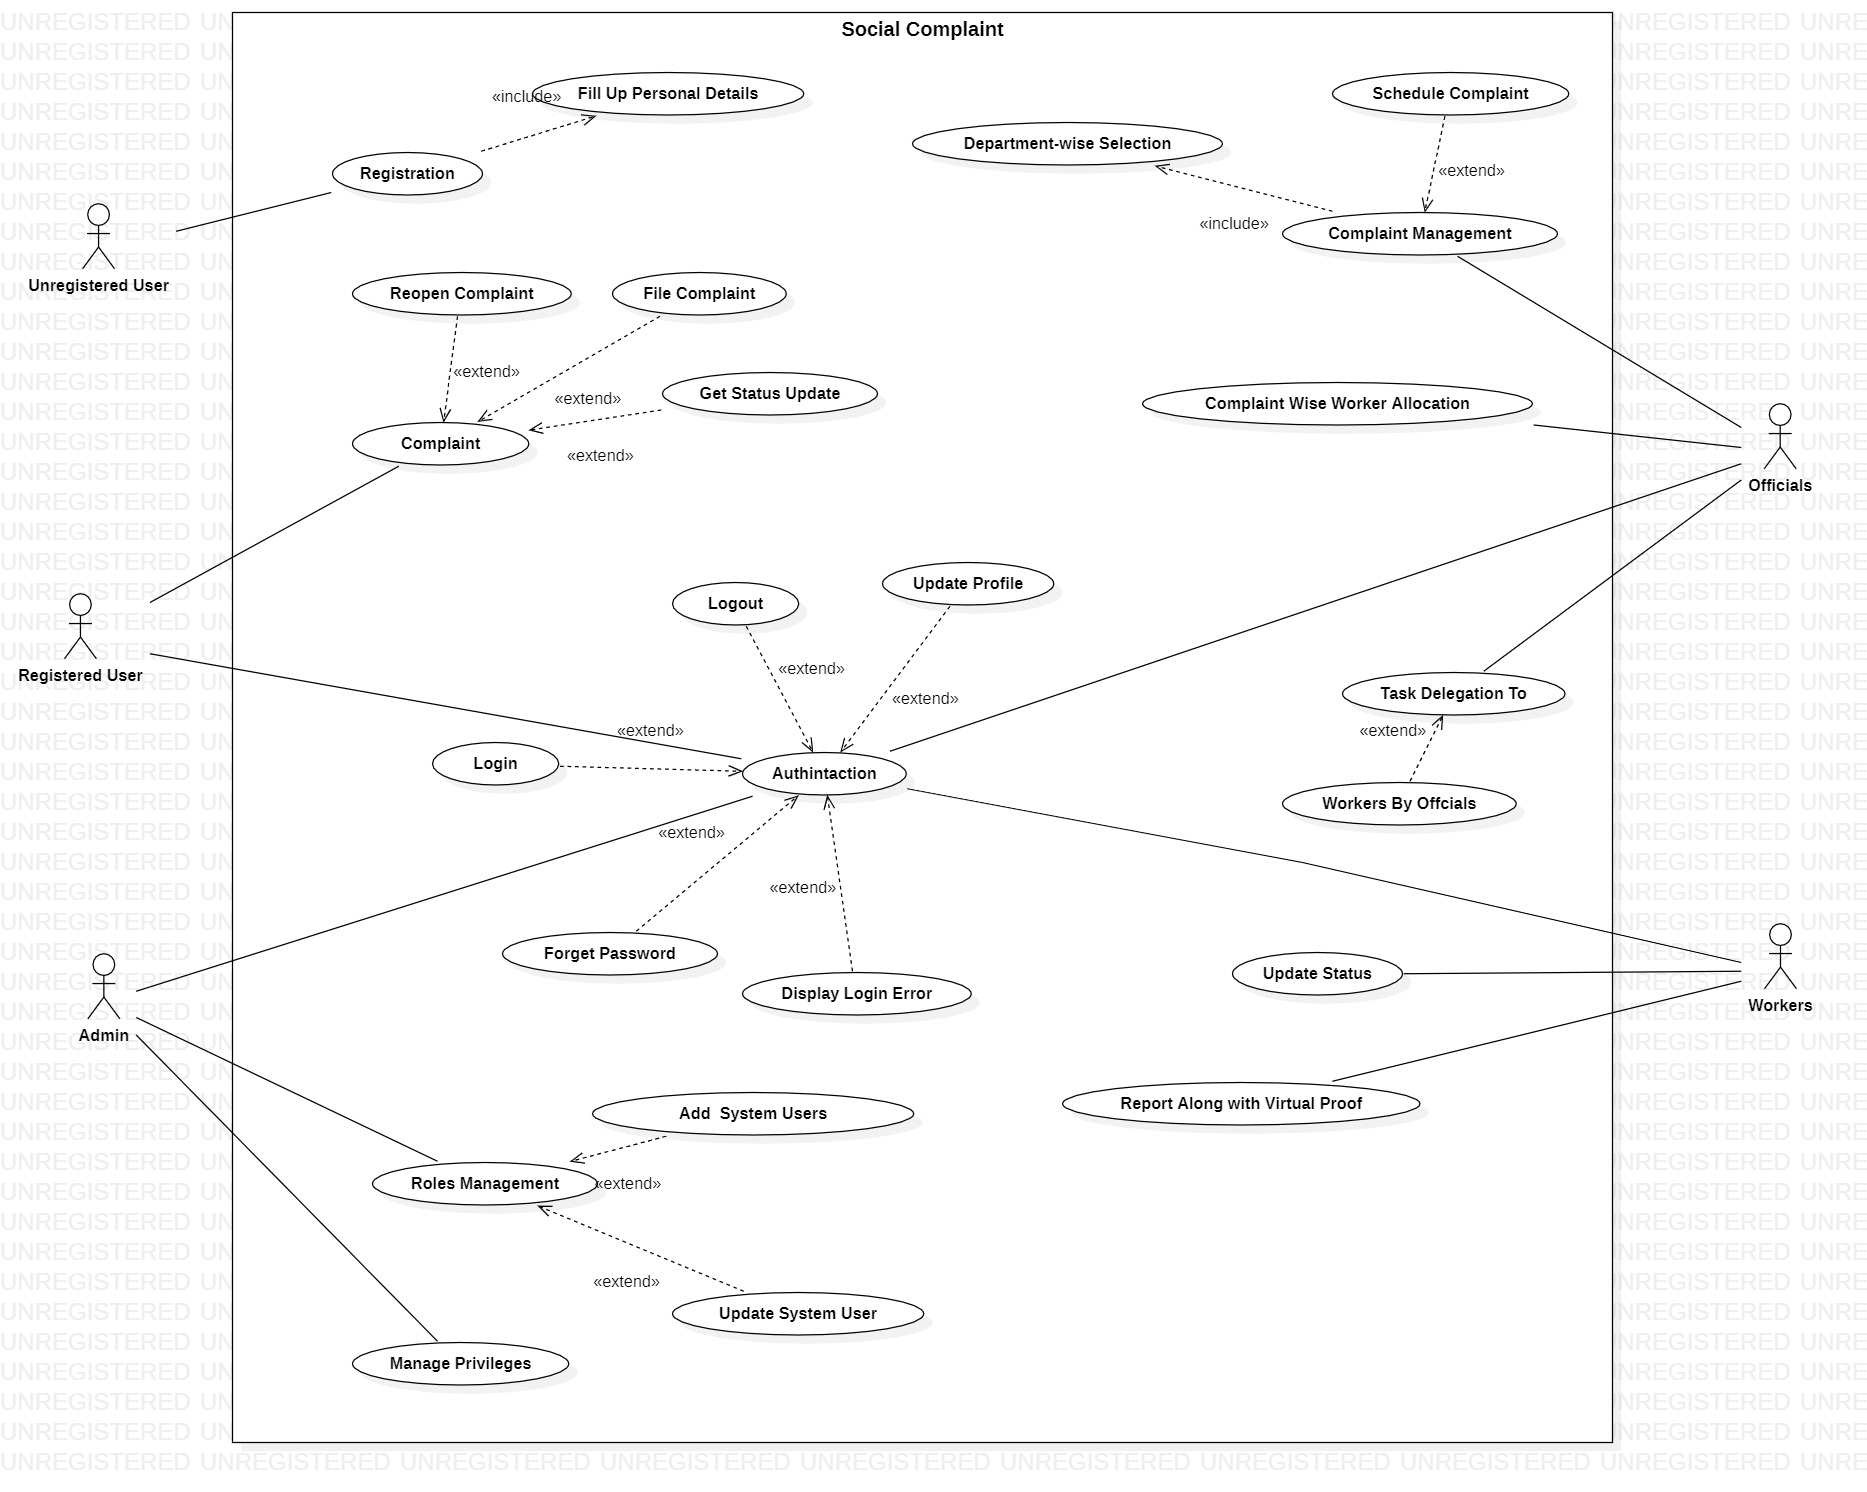 Social Complaint
«include»
Fill Up Personal Details
Schedule Complaint
Department-wise Selection
Registration
«extend»
«include»
Complaint Management
Unregistered User
Reopen Complaint
File Complaint
«extend»
Get Status Update
«extend»
Complaint Wise Worker Allocation
Complaint
«extend»
Officials
Logout
Update Profile
«extend»
Registered User
«extend»
Task Delegation To
«extend»
«extend»
Login
Authintaction
Workers By Offcials
«extend»
«extend»
Forget Password
Display Login Error
Update Status
Workers
Admin
Add  System Users
Report Along with Virtual Proof
Roles Management
«extend»
«extend»
Update System User
Manage Privileges
UNREGISTERED UNREGISTERED UNREGISTERED UNREGISTERED UNREGISTERED UNREGISTERED UNREGISTERED UNREGISTERED UNREGISTERED UNRE